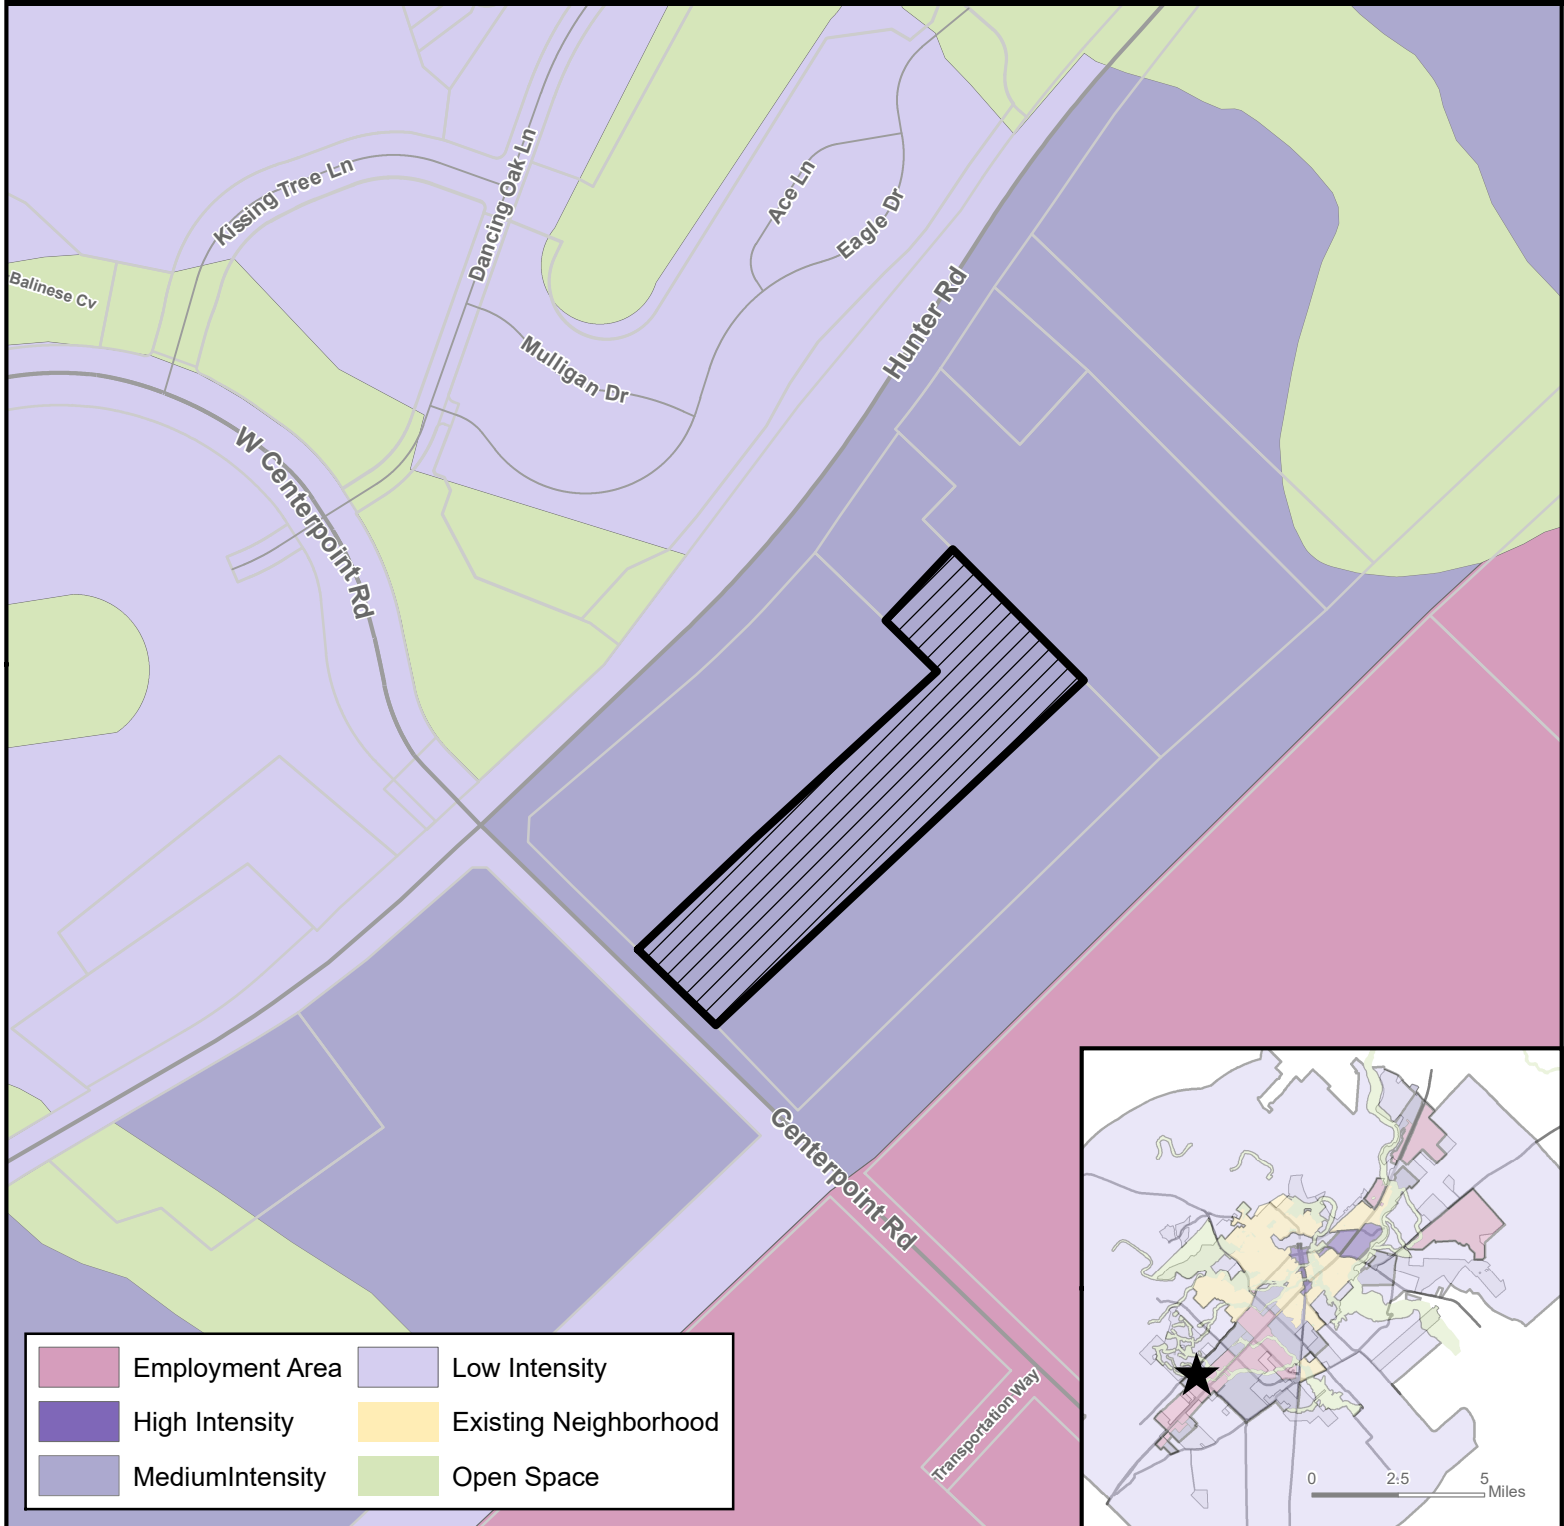 Kissing Tree Ln
Dancing Oak Ln
Ace Ln
Eagle Dr
Balinese Cv
Hunter Rd
Mulligan Dr
W Centerpoint Rd
Centerpoint Rd
Transportation Way
Employment Area
Low Intensity
High Intensity
Existing Neighborhood
MediumIntensity
Open Space
0 2.5 5
Miles